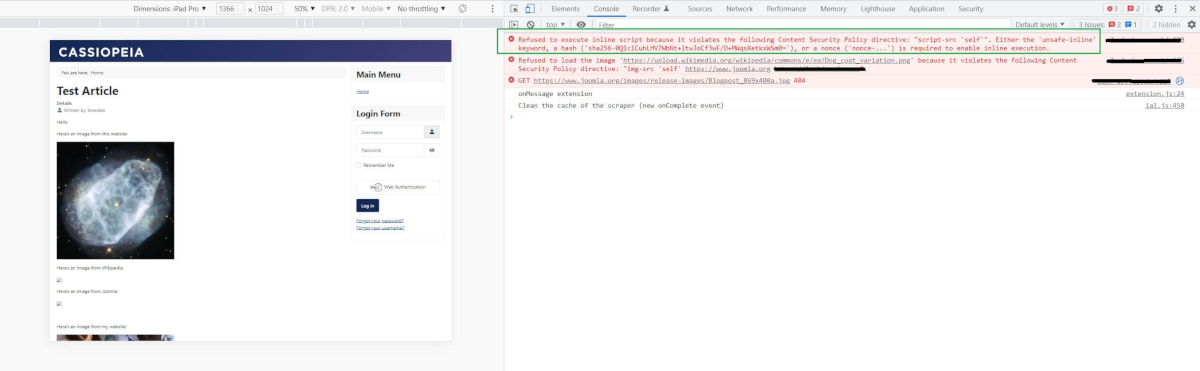 Dimensions: iPad Pro ▼ 1366 x 1024 50% ▼ DPR: 2.0 ▼ Mobile ▼ No throttling ▼
Elements Console Recorder Sources Network Performance Memory Lighthouse Application Security 3 2
top ▼ Filter Default levels ▼ 3 Issues: 2 1 2 hidden
CASSIOPEIA
You are here: Home
Test Article
Details
Written by: brendan
Hello
Here's an image from this website:
Here's an image from Wikipedia:
Here's an image from Joomla:
Here's an image from my website:
Main Menu
Home
Login Form
Username
Password
Remember Me
Web Authentication
Log in
Forgot your password?
Forgot your username?
Refused to execute inline script because it violates the following Content Security Policy directive: "script-src 'self'". Either the 'unsafe-inline'
keyword, a hash
or a nonce ('nonce-...') is required to enable inline execution.
Refused to load the image 'https://upload.wikimedia.org/wikipedia/commons/e/ea/Dog_coat_variation.png' because it violates the following Content
Security Policy directive: "img-src 'self' https://www.joomla.org
GET https://www.joomla.org/images/release-images/Blogpost_869x400a.jpg 404
onMessage extension extension.js:24
Clean the cache of the scraper (new onComplete event) ial.js:450